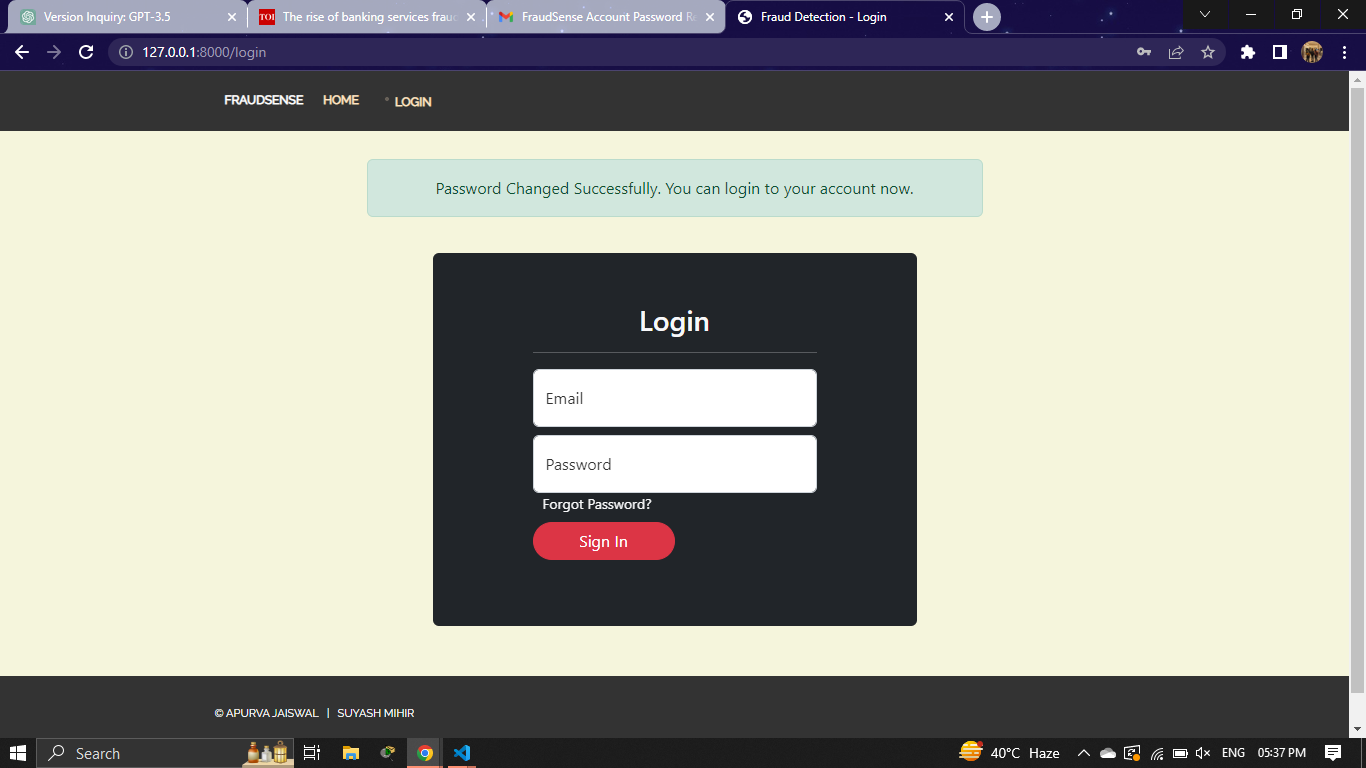 Version Inquiry: GPT-3.5
TOI
The rise of banking services frauc
FraudSense Account Password Re
Fraud Detection - Login
127.0.0.1:8000/login
FRAUDSENSE HOME LOGIN
Password Changed Successfully. You can login to your account now.
Login
Email
Password
Forgot Password?
Sign In
© APURVA JAISWAL | SUYASH MIHIR
Search
40°C Haze
ENG
05:37 PM